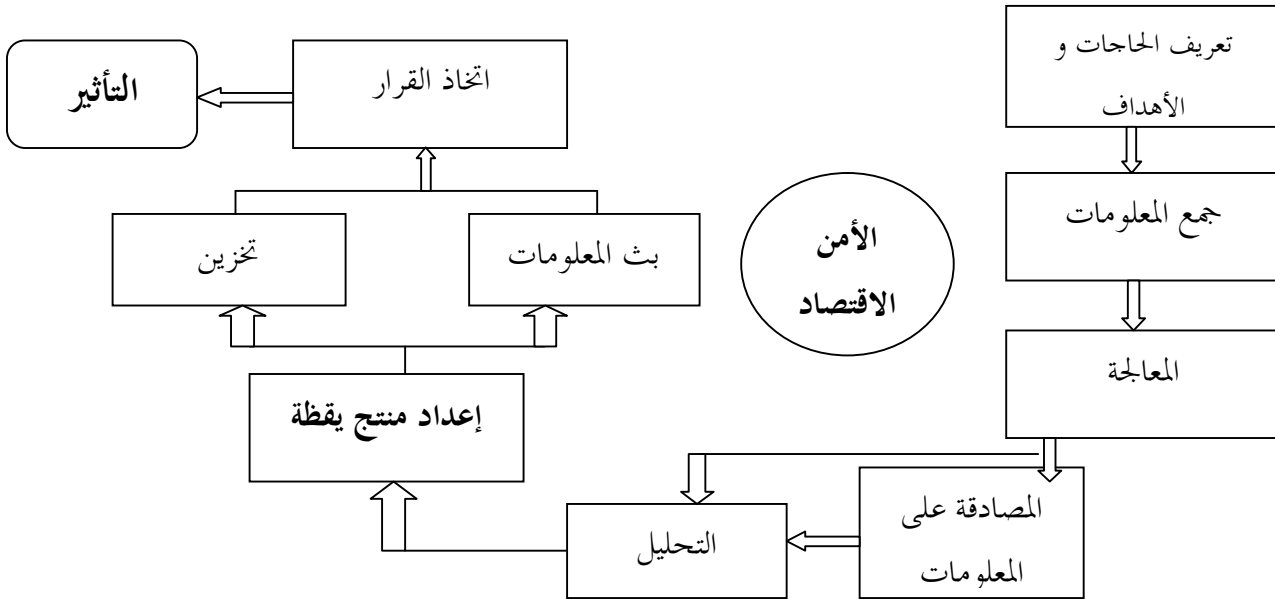 تعريف الحاجات و
الأهداف
جمع المعلومات
المعالجة
المصادقة على
المعلومات
التحليل
إعداد منتج يقظة
بث المعلومات
تخزين
اتخاذ القرار
التأثير
الأمن
الاقتصاد